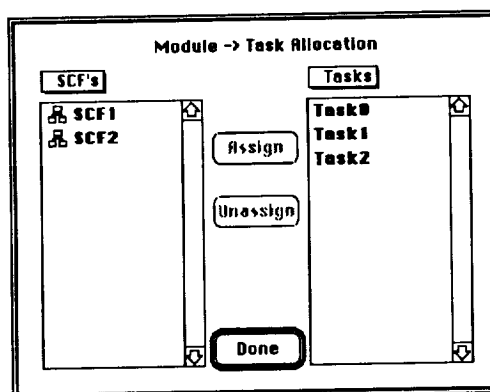 Module -> Task Allocation
SCF's
Tasks
SCF1
SCF2
Task0
Task1
Task2
Assign
Unassign
Done